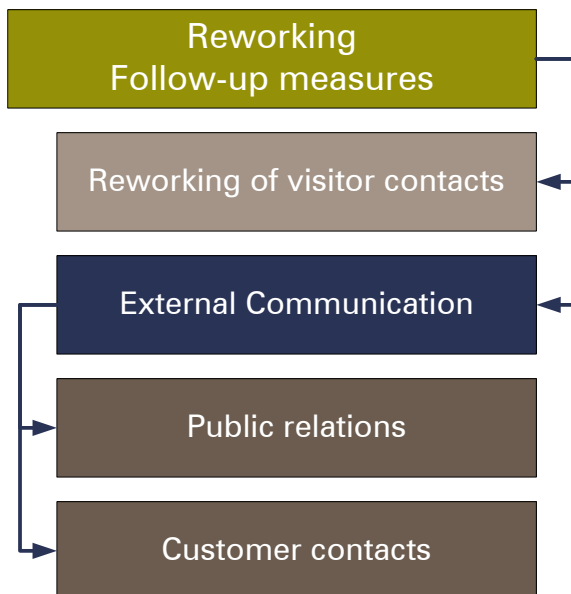 Reworking
Follow-up measures
Reworking of visitor contacts
External Communication
Public relations
Customer contacts